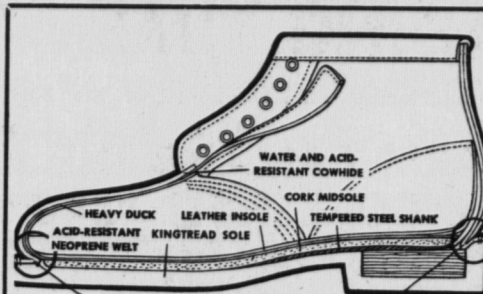 WATER AND ACID-
RESISTANT COWHIDE
CORK MIDSOLE
HEAVY DUCK
LEATHER INSOLE
TEMPERED STEEL SHANK
ACID-RESISTANT
NEOPRENE WELT
KINGTREAD SOLE